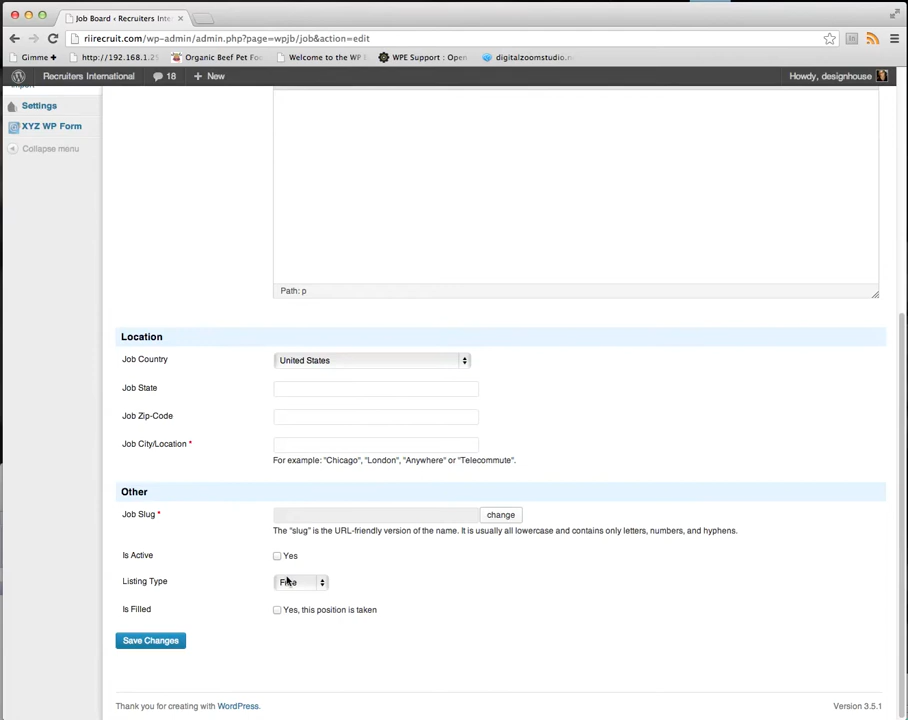 Job Board ‹ Recruiters Inte
riirecruit.com/wp-admin/admin.php?page=wpjb/job&action=edit
Gimme + http://192.168.1.25 Organic Beef Pet Fo Welcome to the WP WPE Support : Open digitalzoomstudio.n
Recruiters International 18 + New Howdy, designhouse
Settings
XYZ WP Form
Collapse menu
Path: p
Location
Job Country United States
Job State
Job Zip-Code
Job City/Location *
For example: "Chicago", "London", "Anywhere" or "Telecommute".
Other
Job Slug * change
The "slug" is the URL-friendly version of the name. It is usually all lowercase and contains only letters, numbers, and hyphens.
Is Active Yes
Listing Type Free
Is Filled Yes, this position is taken
Save Changes
Thank you for creating with WordPress. Version 3.5.1